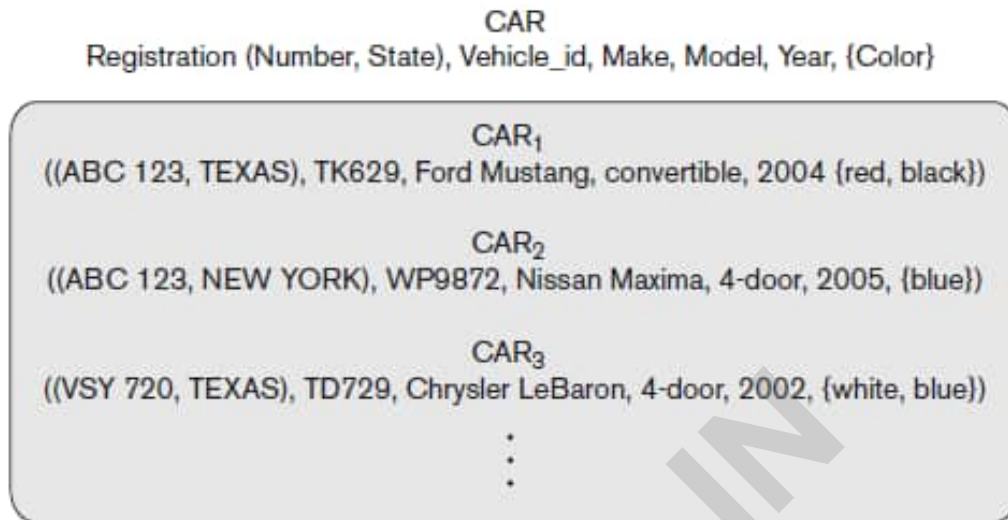 CAR
Registration (Number, State), Vehicle_id, Make, Model, Year, {Color}
CAR₁
((ABC 123, TEXAS), TK629, Ford Mustang, convertible, 2004 {red, black})
CAR₂
((ABC 123, NEW YORK), WP9872, Nissan Maxima, 4-door, 2005, {blue})
CAR₃
((VSY 720, TEXAS), TD729, Chrysler LeBaron, 4-door, 2002, {white, blue})
IN